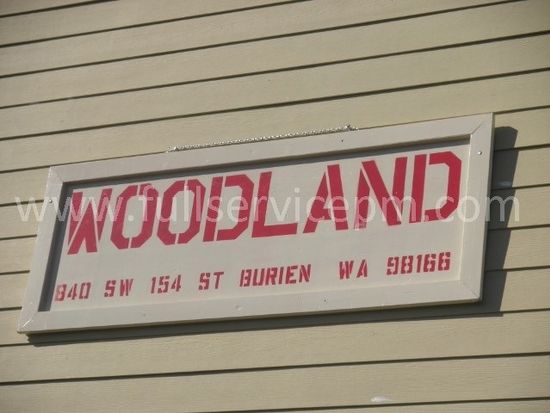 WOODLAND
www.fullservicepm.com
840 SW 154 ST BURIEN WA 98166